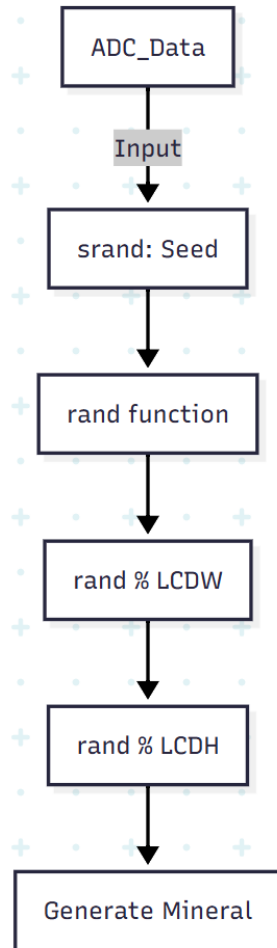 ADC_Data
Input
srand: Seed
rand function
rand % LCDW
rand % LCDH
Generate Mineral